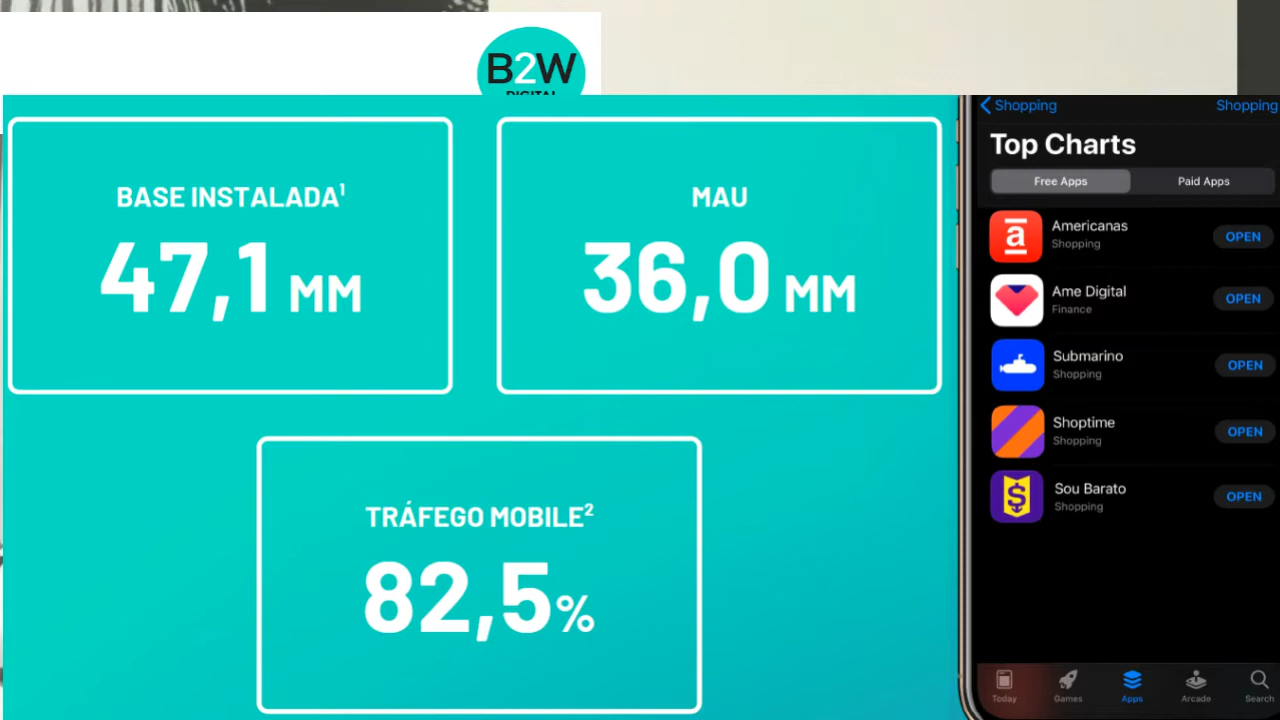 B2W
DIGITAL
BASE INSTALADA¹
47,1 MM
MAU
36,0 MM
TRÁFEGO MOBILE²
82,5%
Shopping
Shopping
Top Charts
Free Apps
Paid Apps
a
Americanas
Shopping
OPEN
Ame Digital
Finance
OPEN
Submarino
Shopping
OPEN
Shoptime
Shopping
OPEN
$
Sou Barato
Shopping
OPEN
Today
Games
Apps
Arcade
Search